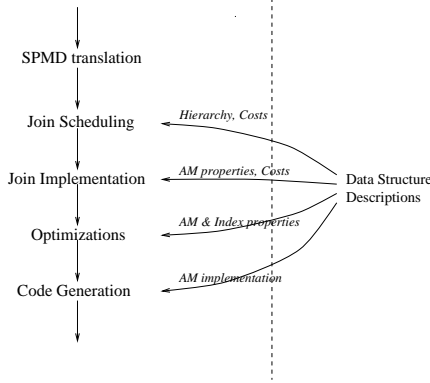 SPMD translation
Hierarchy, Costs
Join Scheduling
AM properties, Costs
Join Implementation
Data Structure
Descriptions
AM & Index properties
Optimizations
AM implementation
Code Generation